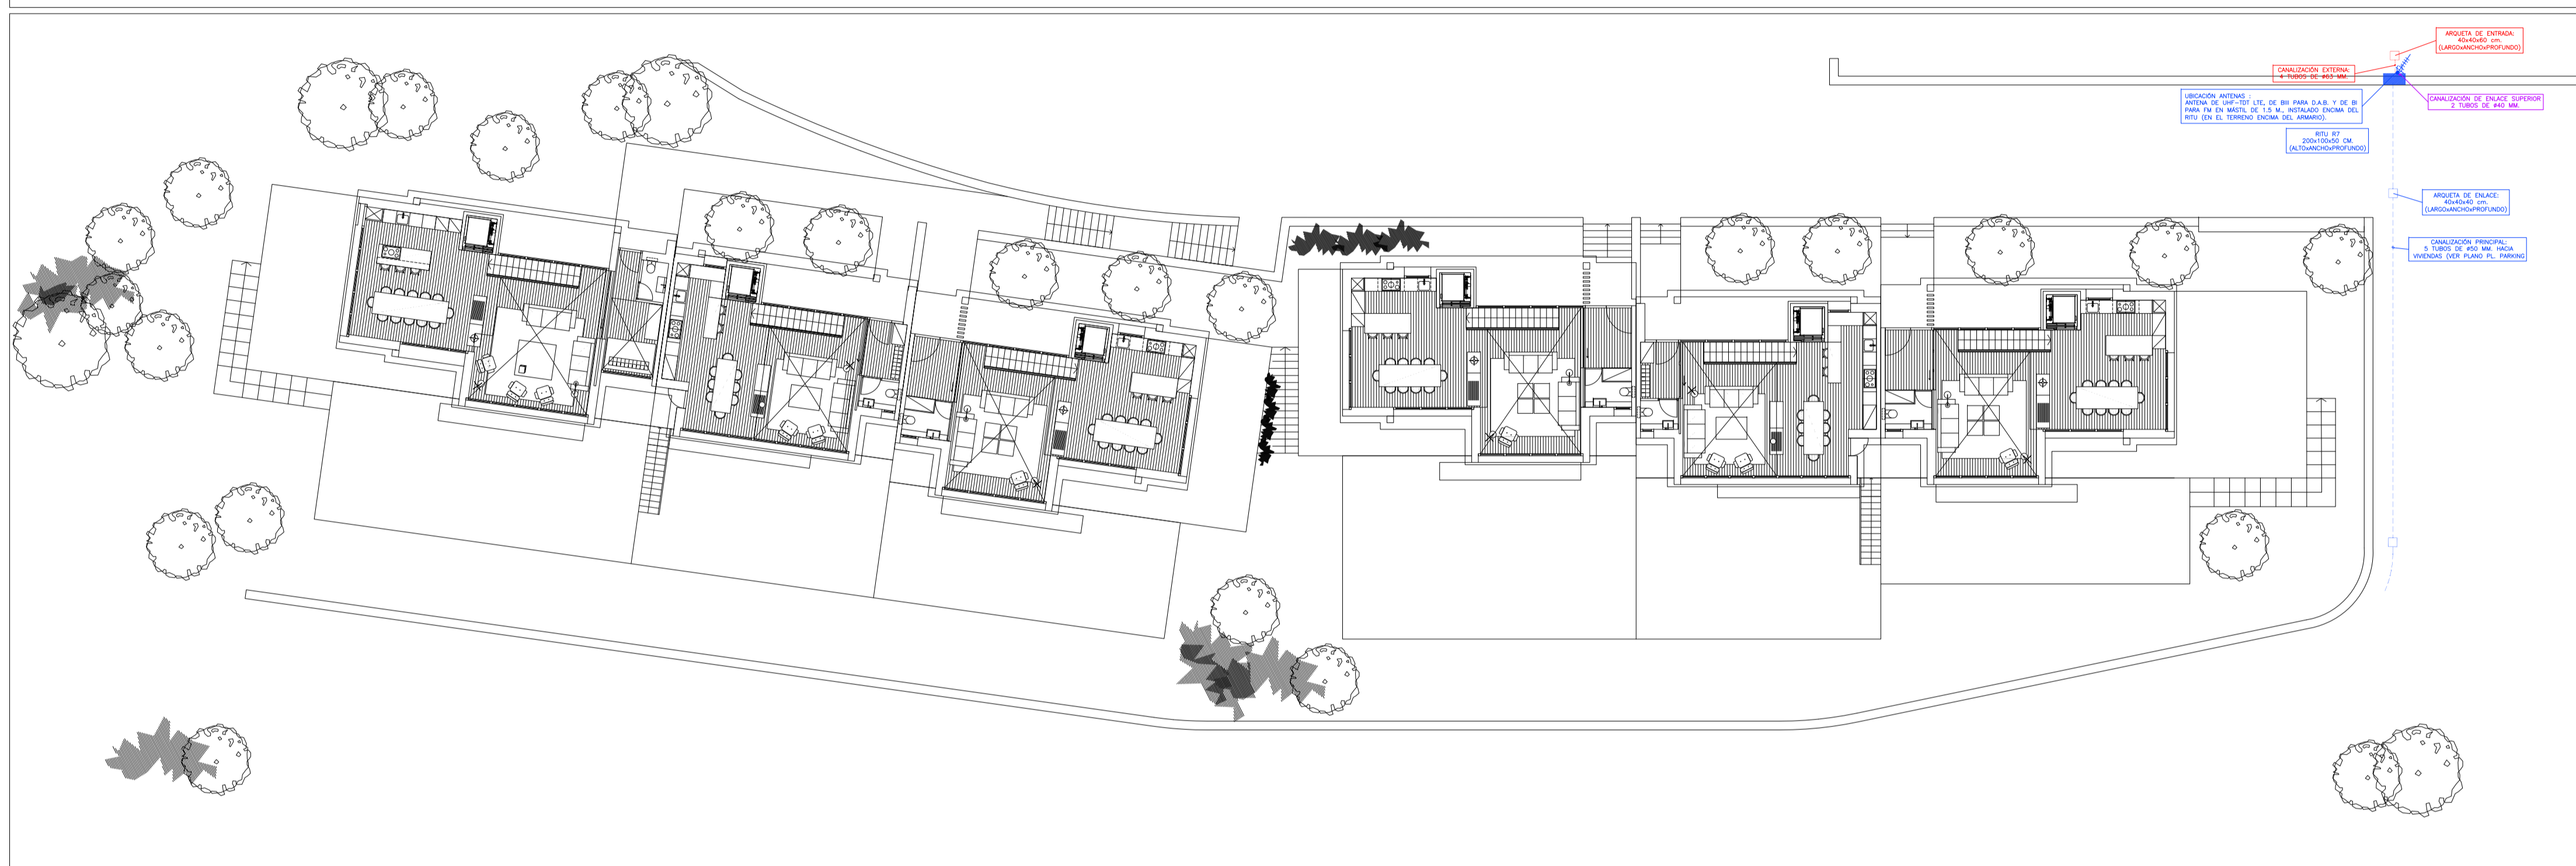 ARQUETA DE ENTRADA:
40x40x60 cm.
(LARGOxANCHOxPROFUNDO)
CANALIZACIÓN EXTERNA:
4 TUBOS DE ø63 MM.
UBICACIÓN ANTENAS :
ANTENA DE UHF-TDT LTE, DE BIII PARA D.A.B. Y DE BI
PARA FM EN MÁSTIL DE 1.5 M., INSTALADO ENCIMA DEL
RITU (EN EL TERRENO ENCIMA DEL ARMARIO).
CANALIZACIÓN DE ENLACE SUPERIOR
2 TUBOS DE ø40 MM.
RITU R7
200x100x50 CM.
(ALTOxANCHOxPROFUNDO)
ARQUETA DE ENLACE:
40x40x40 cm.
(LARGOxANCHOxPROFUNDO)
CANALIZACIÓN PRINCIPAL:
5 TUBOS DE ø50 MM. HACIA
VIVIENDAS (VER PLANO PL. PARKING